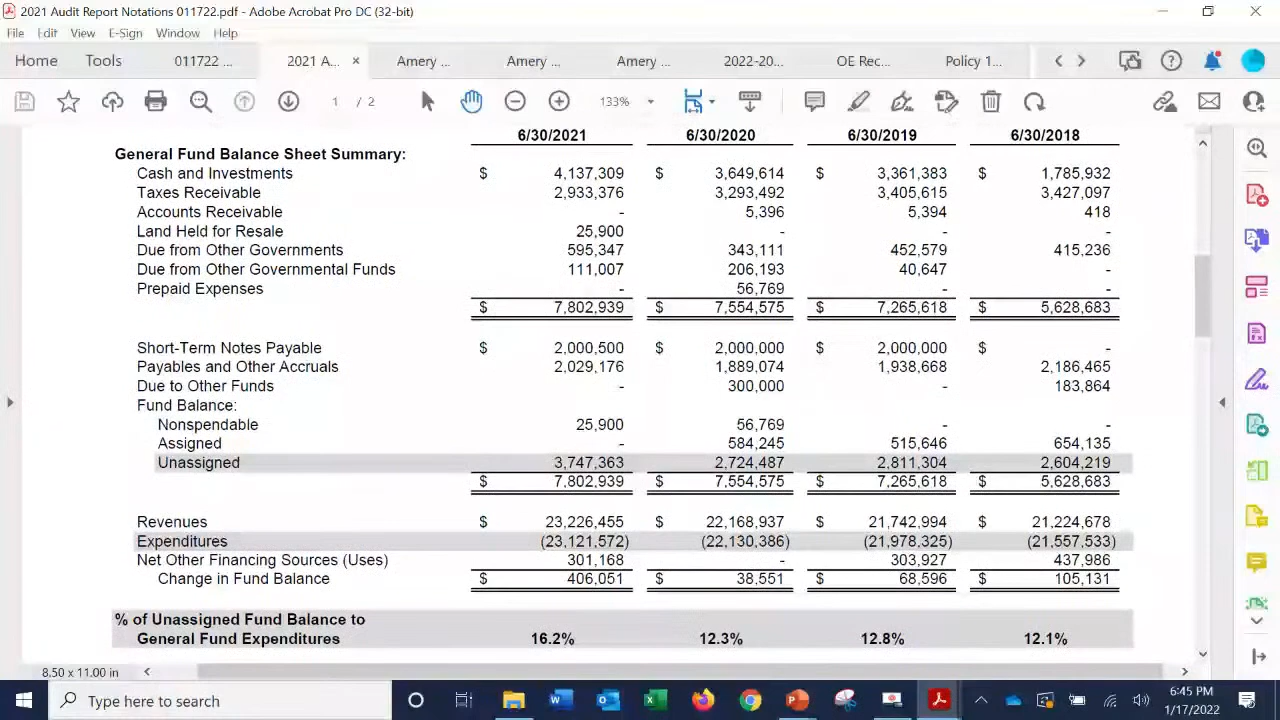 2021 Audit Report Notations 011722.pdf - Adobe Acrobat Pro DC (32-bit)
File Edit View E-Sign Window Help
Home Tools 011722 ... 2021 A... × Amery ... Amery ... Amery ... 2022-20... OE Rec... Policy 1...
1 / 2 133%
6/30/2021 6/30/2020 6/30/2019 6/30/2018
General Fund Balance Sheet Summary:
Cash and Investments $ 4,137,309 $ 3,649,614 $ 3,361,383 $ 1,785,932
Taxes Receivable 2,933,376 3,293,492 3,405,615 3,427,097
Accounts Receivable - 5,396 5,394 418
Land Held for Resale 25,900 - - -
Due from Other Governments 595,347 343,111 452,579 415,236
Due from Other Governmental Funds 111,007 206,193 40,647 -
Prepaid Expenses - 56,769 - -
$ 7,802,939 $ 7,554,575 $ 7,265,618 $ 5,628,683
Short-Term Notes Payable $ 2,000,500 $ 2,000,000 $ 2,000,000 $ -
Payables and Other Accruals 2,029,176 1,889,074 1,938,668 2,186,465
Due to Other Funds - 300,000 - 183,864
Fund Balance:
Nonspendable 25,900 56,769 - -
Assigned - 584,245 515,646 654,135
Unassigned 3,747,363 2,724,487 2,811,304 2,604,219
$ 7,802,939 $ 7,554,575 $ 7,265,618 $ 5,628,683
Revenues $ 23,226,455 $ 22,168,937 $ 21,742,994 $ 21,224,678
Expenditures (23,121,572) (22,130,386) (21,978,325) (21,557,533)
Net Other Financing Sources (Uses) 301,168 - 303,927 437,986
Change in Fund Balance $ 406,051 $ 38,551 $ 68,596 $ 105,131
% of Unassigned Fund Balance to
General Fund Expenditures 16.2% 12.3% 12.8% 12.1%
8.50 x 11.00 in
Type here to search
6:45 PM
1/17/2022